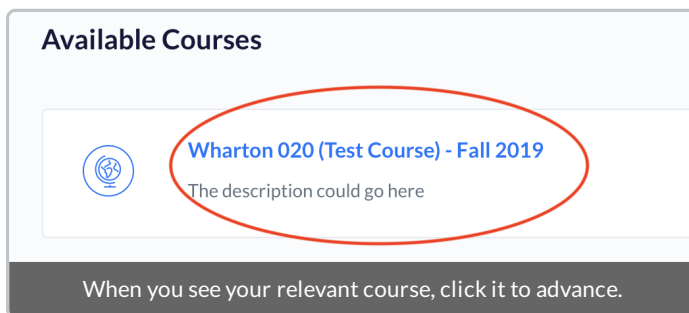 Available Courses
Wharton 020 (Test Course) - Fall 2019
The description could go here
When you see your relevant course, click it to advance.